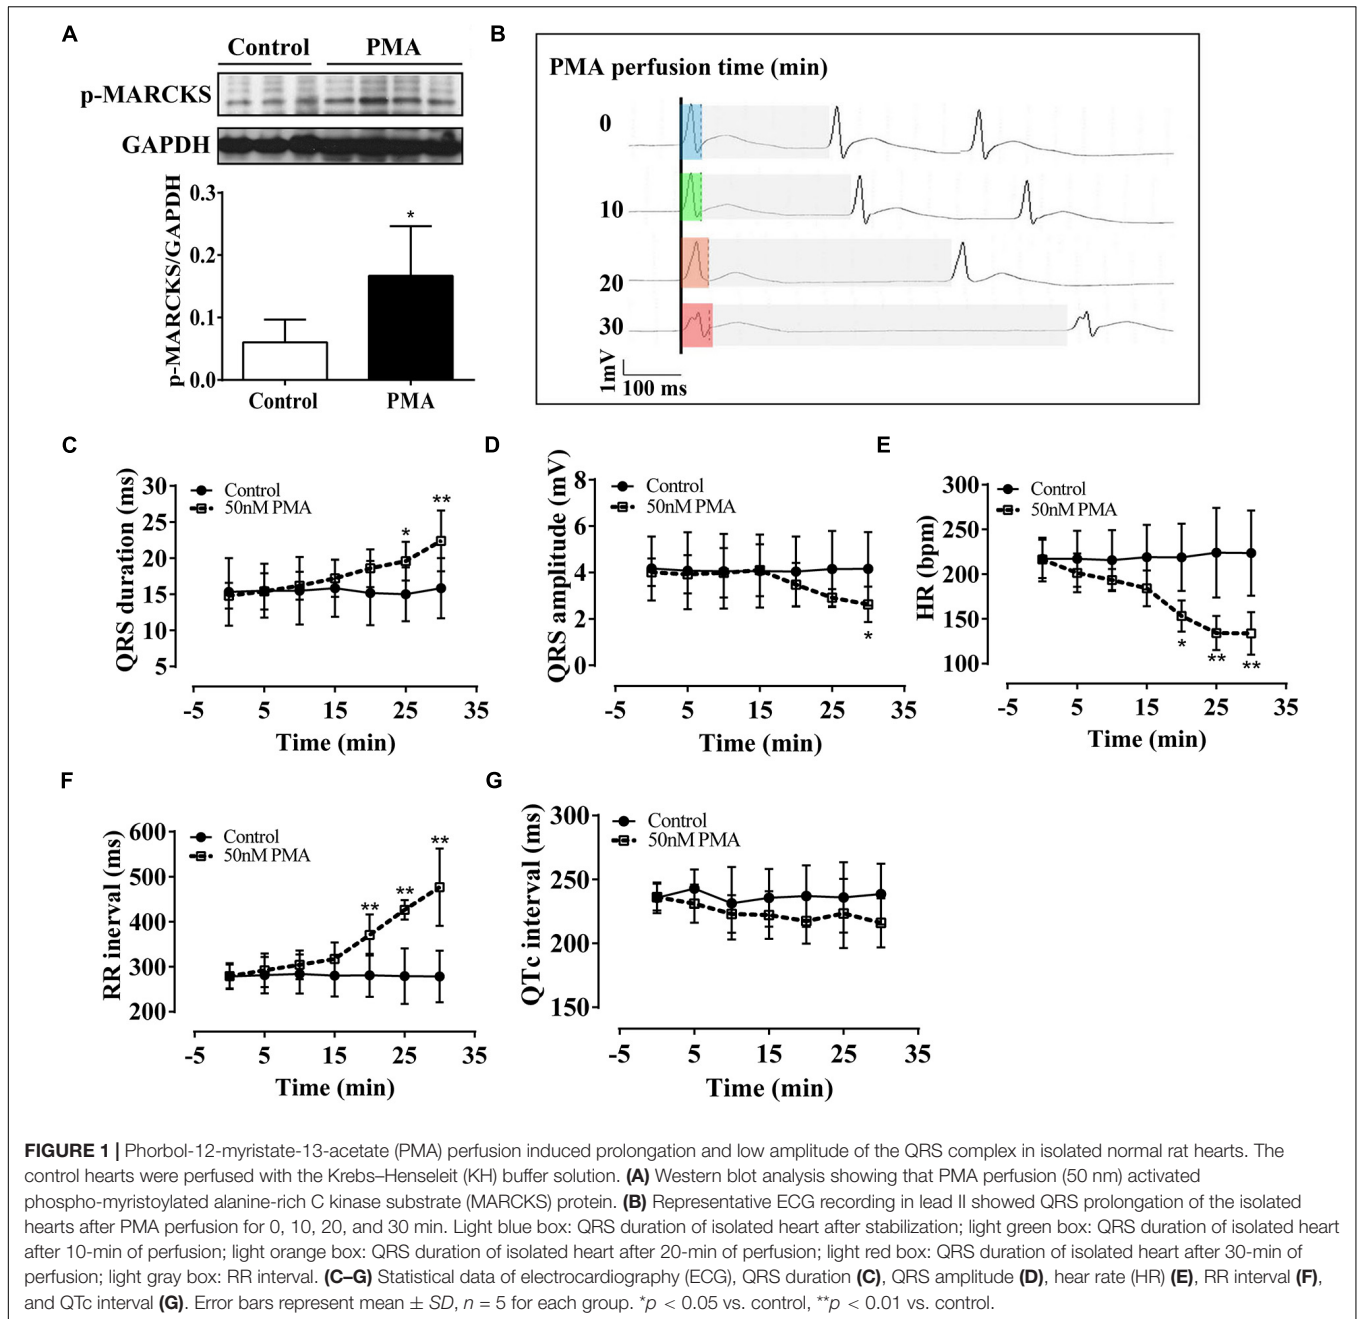 A
Control PMA
p-MARCKS
GAPDH
p-MARCKS/GAPDH
0.3
0.2
0.1
0.0
*
Control PMA
B
PMA perfusion time (min)
0
10
20
30
1mV
100 ms
C
QRS duration (ms)
30
25
20
15
10
5
Control
50nM PMA
* **
-5 5 15 25 35
Time (min)
D
QRS amplitude (mV)
8
6
4
2
0
Control
50nM PMA
*
-5 5 15 25 35
Time (min)
E
HR (bpm)
300
250
200
150
100
Control
50nM PMA
* ** **
-5 5 15 25 35
Time (min)
F
RR inerval (ms)
600
500
400
300
200
Control
50nM PMA
** ** **
-5 5 15 25 35
Time (min)
G
QTc interval (ms)
300
250
200
150
Control
50nM PMA
-5 5 15 25 35
Time (min)
FIGURE 1 | Phorbol-12-myristate-13-acetate (PMA) perfusion induced prolongation and low amplitude of the QRS complex in isolated normal rat hearts. The
control hearts were perfused with the Krebs–Henseleit (KH) buffer solution. (A) Western blot analysis showing that PMA perfusion (50 nm) activated
phospho-myristoylated alanine-rich C kinase substrate (MARCKS) protein. (B) Representative ECG recording in lead II showed QRS prolongation of the isolated
hearts after PMA perfusion for 0, 10, 20, and 30 min. Light blue box: QRS duration of isolated heart after stabilization; light green box: QRS duration of isolated heart
after 10-min of perfusion; light orange box: QRS duration of isolated heart after 20-min of perfusion; light red box: QRS duration of isolated heart after 30-min of
perfusion; light gray box: RR interval. (C–G) Statistical data of electrocardiography (ECG), QRS duration (C), QRS amplitude (D), hear rate (HR) (E), RR interval (F),
and QTc interval (G). Error bars represent mean ± SD, n = 5 for each group. *p < 0.05 vs. control, **p < 0.01 vs. control.